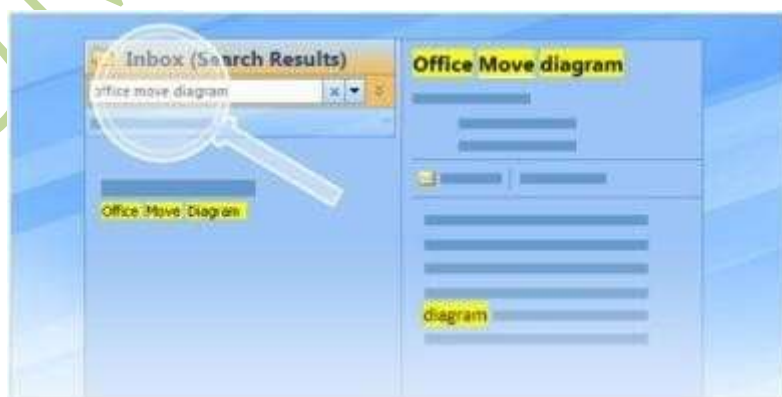 Inbox (Search Results)
office move diagram
Office Move Diagram
Office Move diagram
diagram